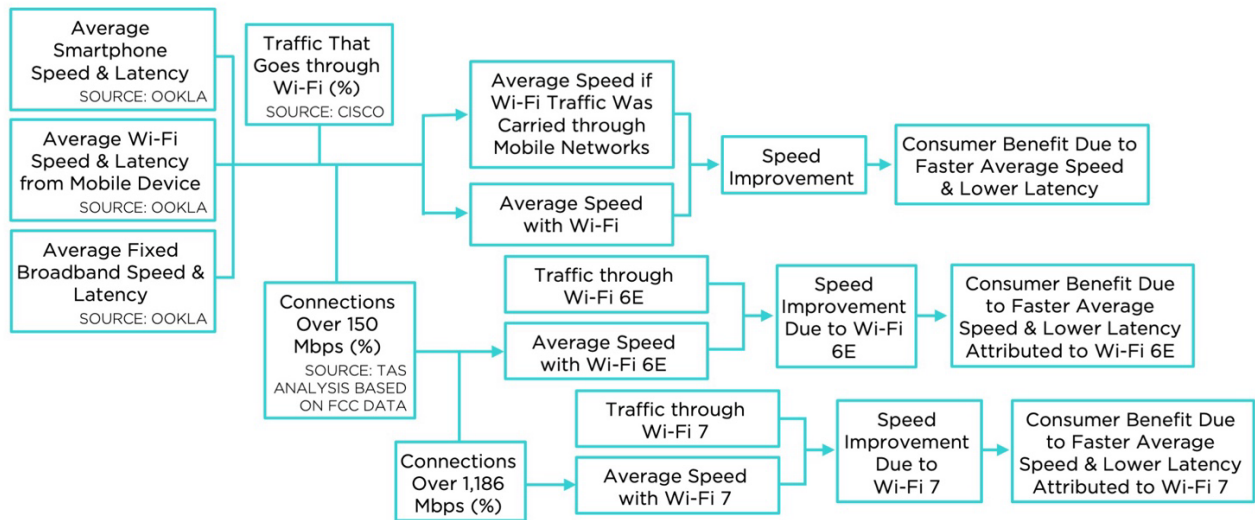 Average
Smartphone
Speed & Latency
SOURCE: OOKLA
Average Wi-Fi
Speed & Latency
from Mobile Device
SOURCE: OOKLA
Average Fixed
Broadband Speed &
Latency
SOURCE: OOKLA
Traffic That
Goes through
Wi-Fi (%)
SOURCE: CISCO
Average Speed if
Wi-Fi Traffic Was
Carried through
Mobile Networks
Average Speed
with Wi-Fi
Speed
Improvement
Consumer Benefit Due to
Faster Average Speed
& Lower Latency
Connections
Over 150
Mbps (%)
SOURCE: TAS
ANALYSIS BASED
ON FCC DATA
Traffic through
Wi-Fi 6E
Average Speed
with Wi-Fi 6E
Speed
Improvement
Due to Wi-Fi
6E
Consumer Benefit Due
to Faster Average
Speed & Lower Latency
Attributed to Wi-Fi 6E
Connections
Over 1,186
Mbps (%)
Traffic through
Wi-Fi 7
Average Speed
with Wi-Fi 7
Speed
Improvement
Due to
Wi-Fi 7
Consumer Benefit Due
to Faster Average
Speed & Lower Latency
Attributed to Wi-Fi 7